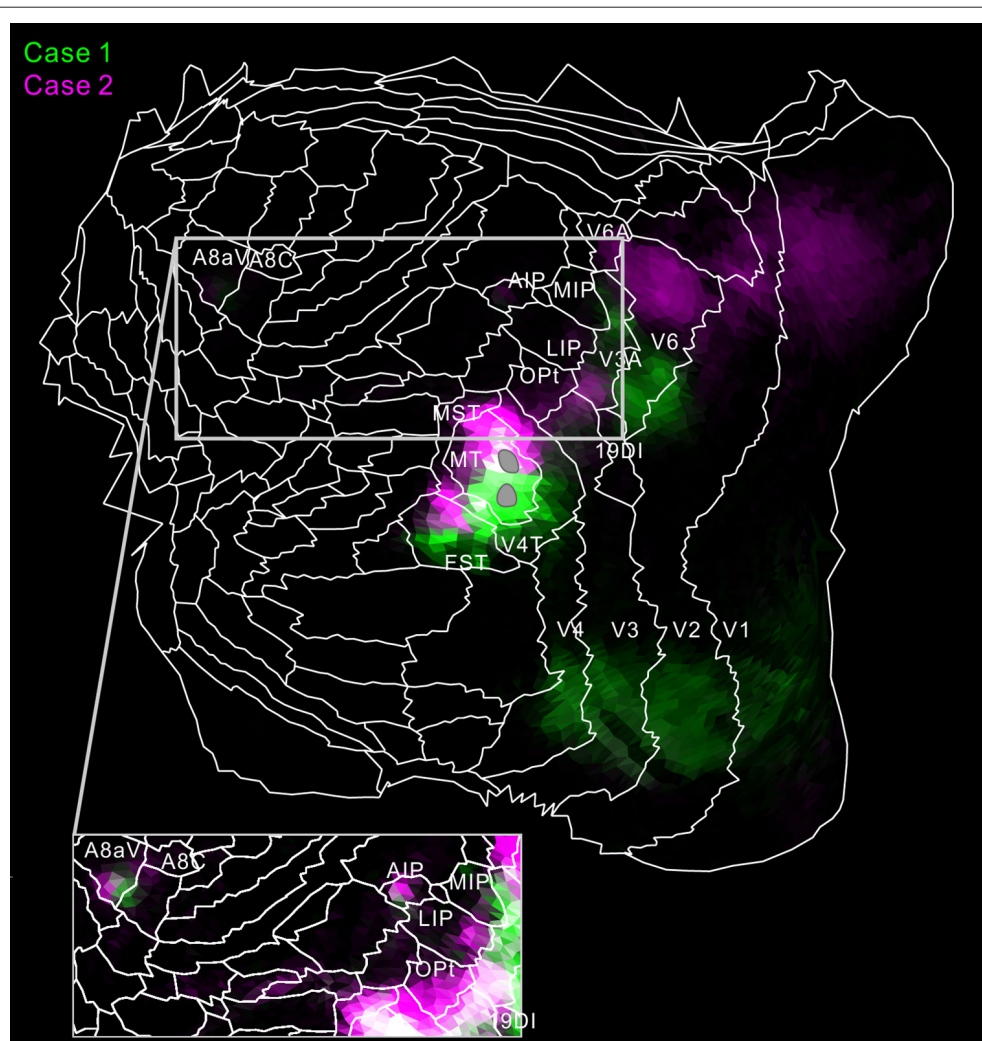 Case 1
Case 2
V6A
A8aV A8C
AIP MIP
LIP V3A V6
OPt
MST
19DI
MT
V4T
FST
V4 V3 V2 V1
A8aV A8C
AIP MIP
LIP
OPt
19DI